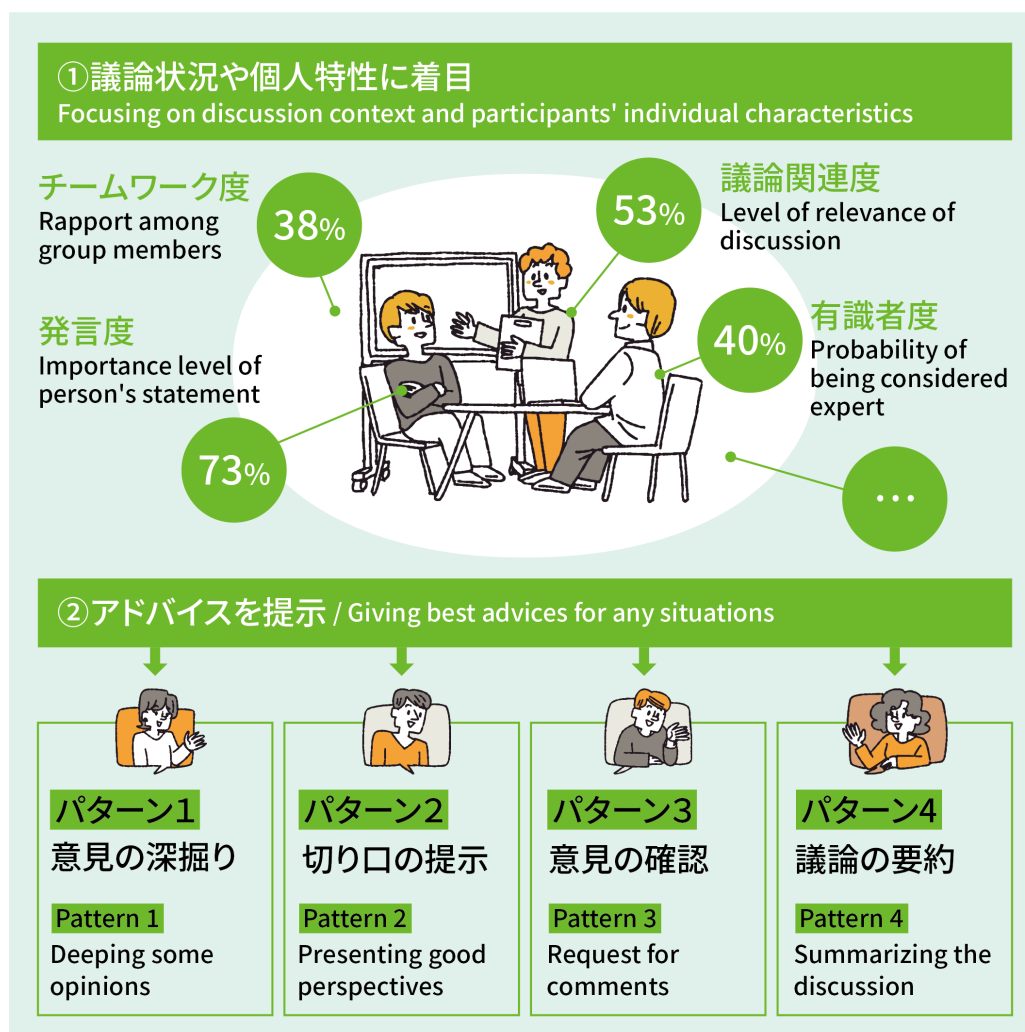 ①議論状況や個人特性に着目
Focusing on discussion context and participants' individual characteristics
チームワーク度
Rapport among
group members
38%
53%
議論関連度
Level of relevance of
discussion
発言度
Importance level of
person's statement
73%
40%
有識者度
Probability of
being considered
expert
…
②アドバイスを提示 / Giving best advices for any situations
パターン1
意見の深掘り
Pattern 1
Deeping some
opinions
パターン2
切り口の提示
Pattern 2
Presenting good
perspectives
パターン3
意見の確認
Pattern 3
Request for
comments
パターン4
議論の要約
Pattern 4
Summarizing the
discussion